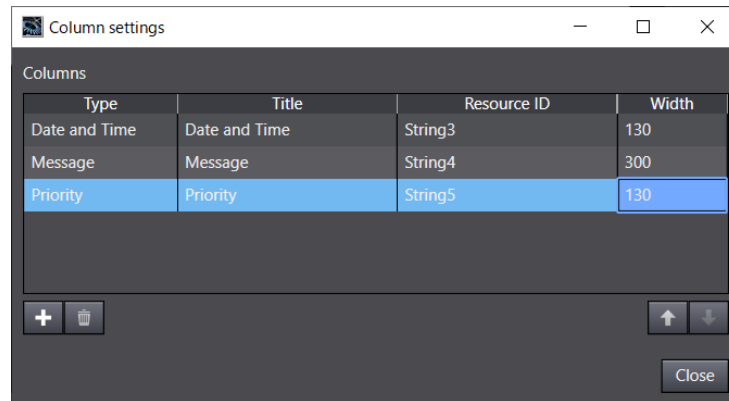 Column settings
Columns
Type Title Resource ID Width
Date and Time Date and Time String3 130
Message Message String4 300
Priority Priority String5 130
Close